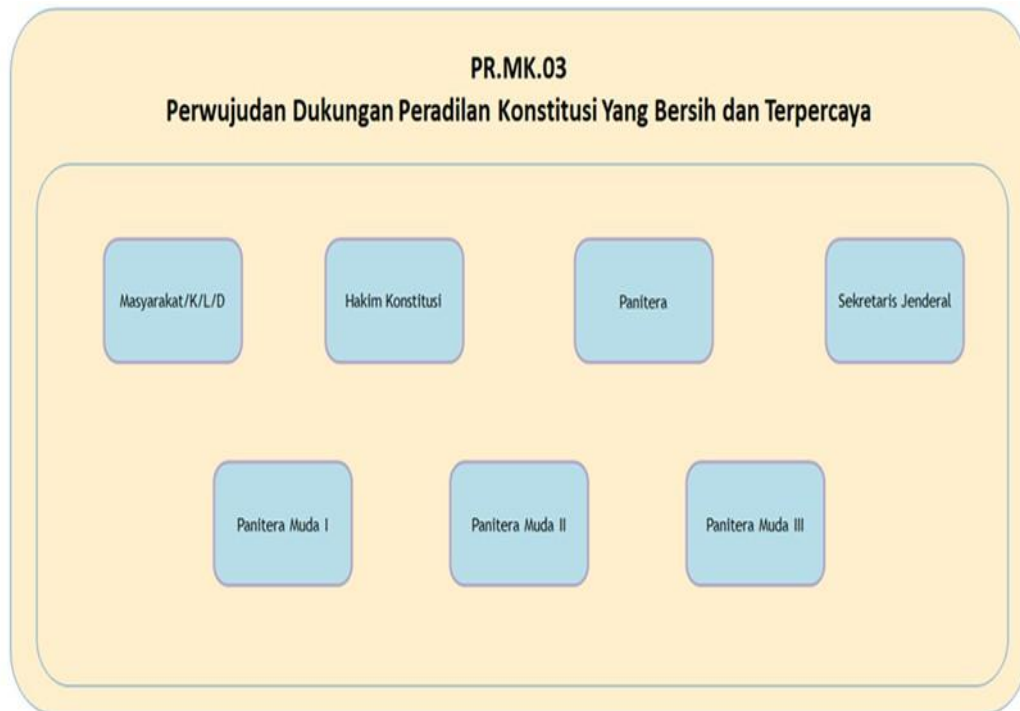 PR.MK.03
Perwujudan Dukungan Peradilan Konstitusi Yang Bersih dan Terpercaya
Masyarakat/K/L/D
Hakim Konstitusi
Panitera
Sekretaris Jenderal
Panitera Muda I
Panitera Muda II
Panitera Muda III